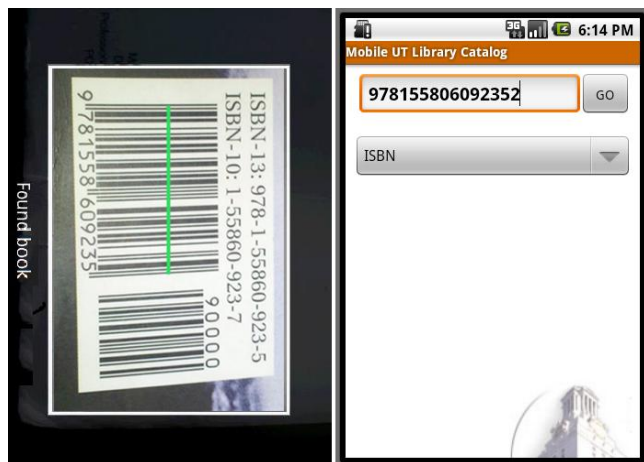 ISBN-13: 978-1-55860-923-5
ISBN-10: 1-55860-923-7
90000
9 781558 609235
Found book
3G 6:14 PM
Mobile UT Library Catalog
978155806092352
GO
ISBN